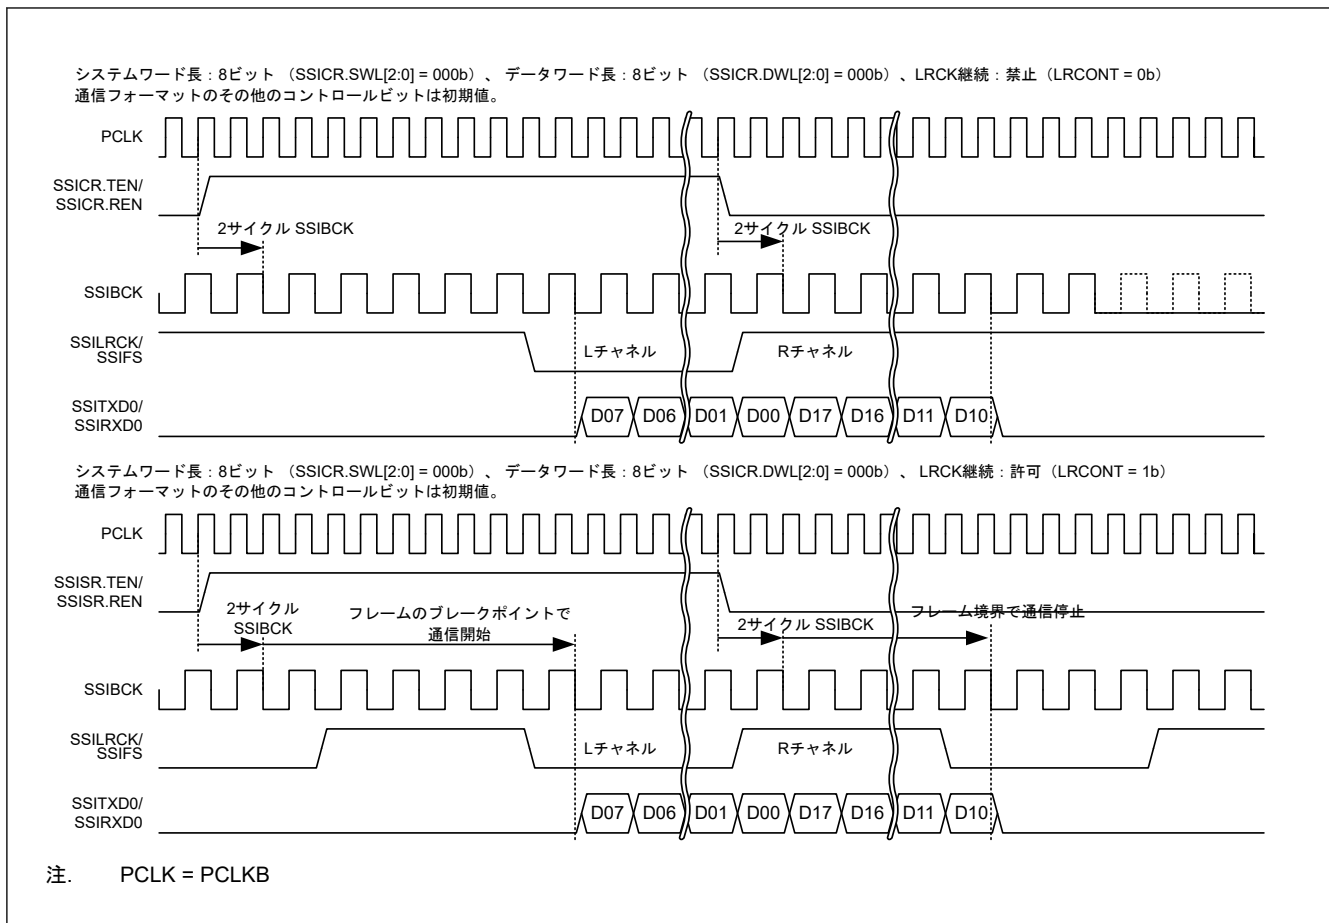 システムワード長：8ビット （SSICR.SWL[2:0] = 000b）、 データワード長：8ビット （SSICR.DWL[2:0] = 000b）、LRCK継続：禁止（LRCONT = 0b）
通信フォーマットのその他のコントロールビットは初期値。
PCLK
SSICR.TEN/
SSICR.REN
2サイクル SSIBCK
2サイクル SSIBCK
SSIBCK
SSILRCK/
SSIFS
Lチャネル
Rチャネル
SSITXD0/
SSIRXD0
D07 D06 D01 D00 D17 D16 D11 D10
システムワード長：8ビット （SSICR.SWL[2:0] = 000b）、 データワード長：8ビット （SSICR.DWL[2:0] = 000b）、 LRCK継続：許可（LRCONT = 1b）
通信フォーマットのその他のコントロールビットは初期値。
PCLK
SSISR.TEN/
SSISR.REN
2サイクル
SSIBCK
フレームのブレークポイントで
通信開始
2サイクル SSIBCK
フレーム境界で通信停止
SSIBCK
SSILRCK/
SSIFS
Lチャネル
Rチャネル
SSITXD0/
SSIRXD0
D07 D06 D01 D00 D17 D16 D11 D10
注. PCLK = PCLKB